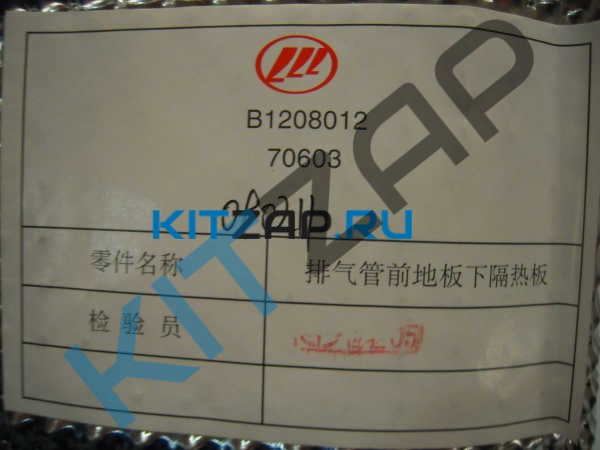 B1208012
70603
KITZAP.RU
KITZAP
零件名称 排气管前地板下隔热板
检验员